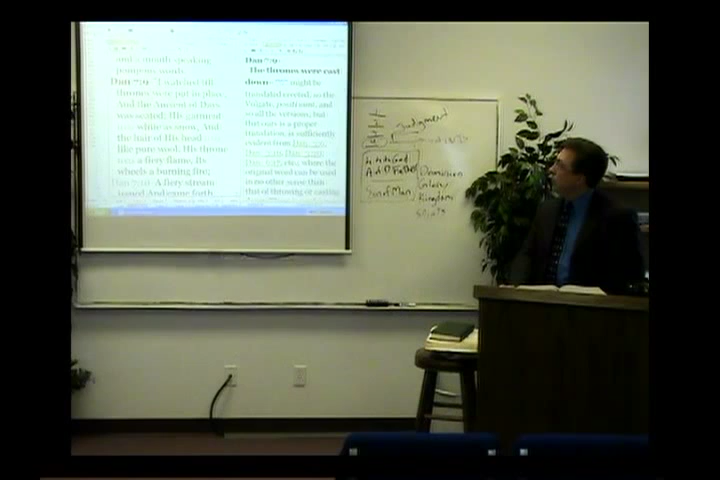 and a mouth speaking
pompous words.
Dan 7:9 "I watched till
thrones were put in place,
And the Ancient of Days
was seated; His garment
was white as snow, And
the hair of His head
like pure wool. His throne
was a fiery flame, Its
wheels a burning fire;
Dan 7:10 A fiery stream
issued And came forth
Dan 7:9
The thrones were cast
down - might be
translated erected, so the
Vulgate, positi sunt, and
so all the versions; but
that ours is a proper
translation, is sufficiently
evident from
etc., where the
original word can be used
in no other sense than
that of throwing or casting
Judgment
Father
Son of Man
Dominion
Glory
Kingdom